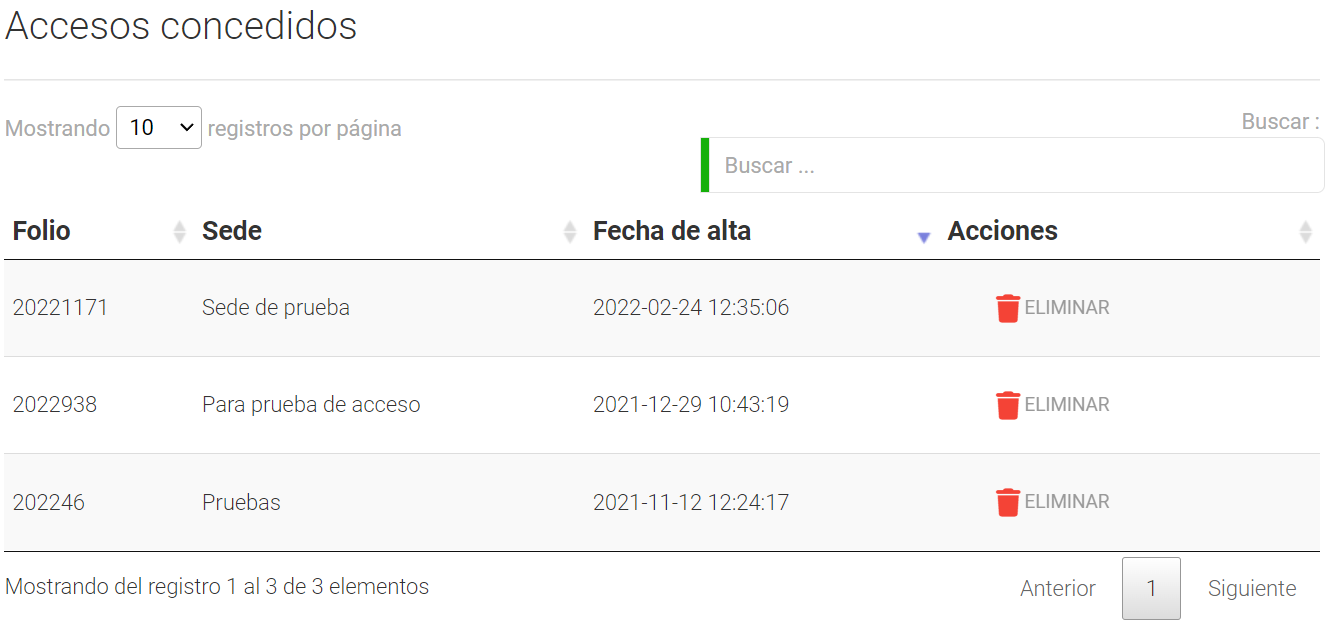 Accesos concedidos
Mostrando 10 registros por página
Buscar :
Buscar ...
Folio Sede Fecha de alta Acciones
20221171 Sede de prueba 2022-02-24 12:35:06 ELIMINAR
2022938 Para prueba de acceso 2021-12-29 10:43:19 ELIMINAR
202246 Pruebas 2021-11-12 12:24:17 ELIMINAR
Mostrando del registro 1 al 3 de 3 elementos
Anterior 1 Siguiente